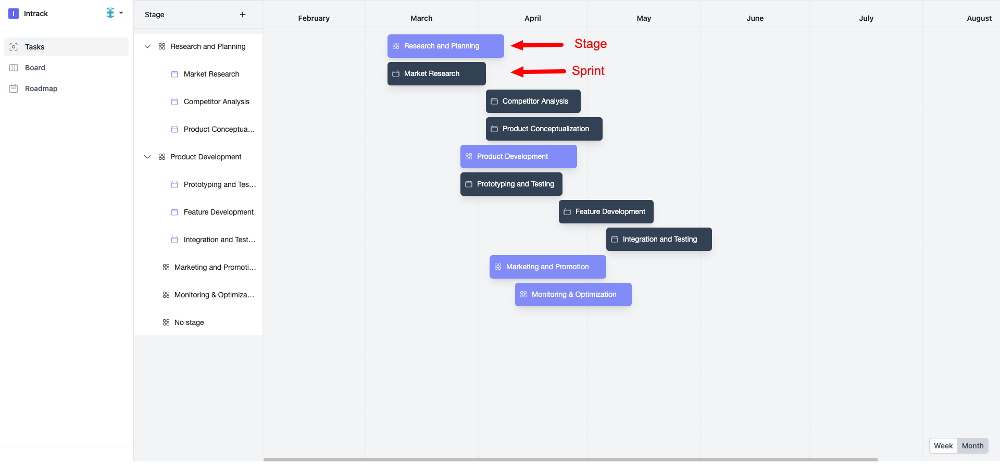 I Intrack
Tasks
Board
Roadmap
Stage +
February March April May June July August
Research and Planning
Market Research
Competitor Analysis
Product Conceptua...
Product Development
Prototyping and Tes...
Feature Development
Integration and Test...
Marketing and Promoti...
Monitoring & Optimiza...
No stage
Research and Planning Stage
Market Research Sprint
Competitor Analysis
Product Conceptualization
Product Development
Prototyping and Testing
Feature Development
Integration and Testing
Marketing and Promotion
Monitoring & Optimization
Week Month